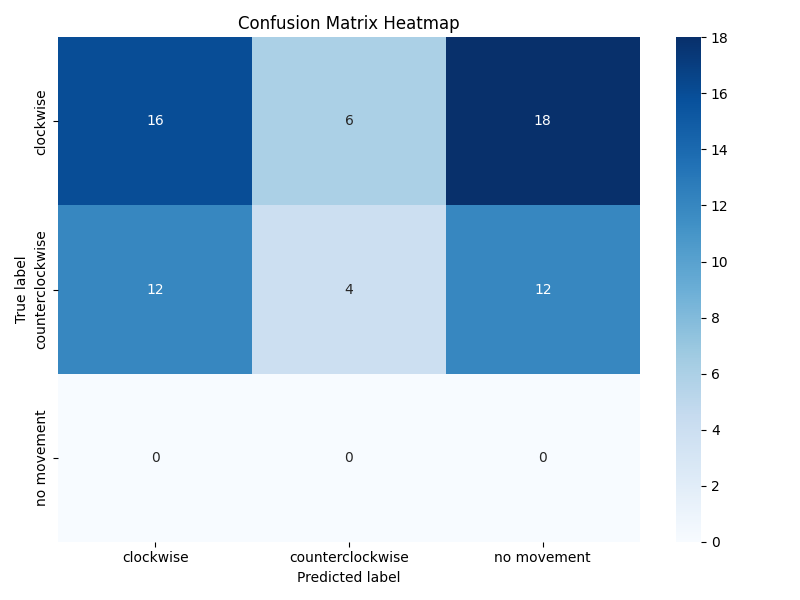 Confusion Matrix Heatmap
True label
clockwise
counterclockwise
no movement
16 6 18
12 4 12
0 0 0
clockwise counterclockwise no movement
Predicted label
18
16
14
12
10
8
6
4
2
0